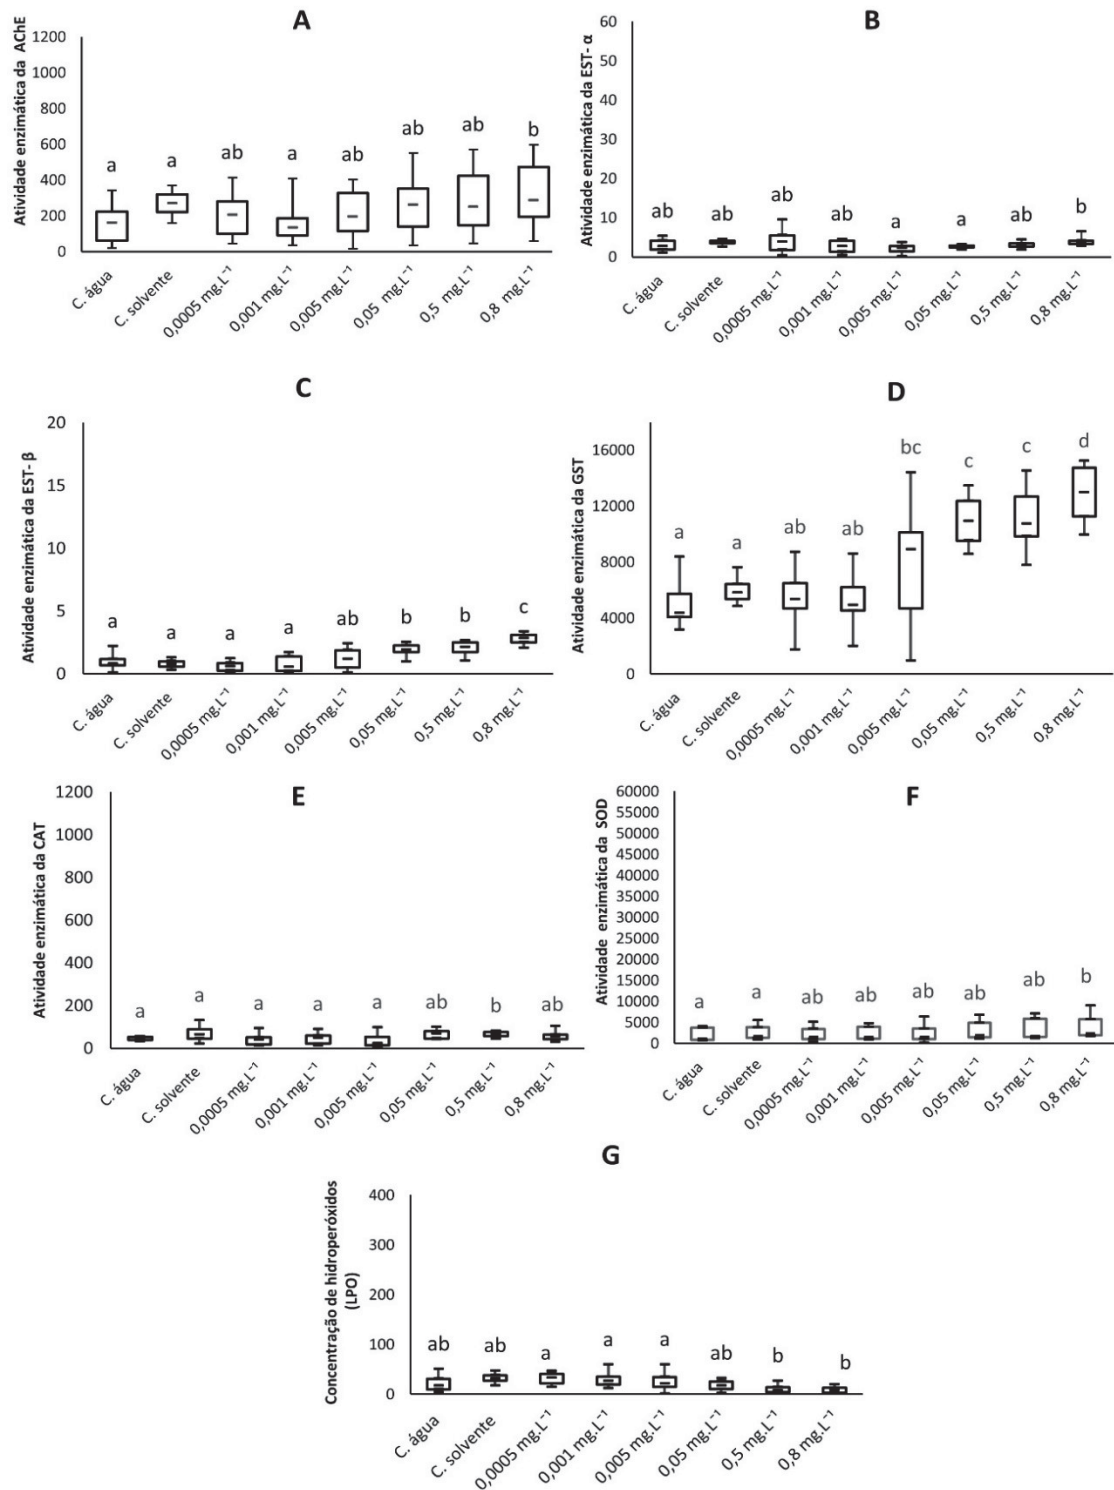 A
Atividade enzimática da AChE
1200
1000
800
600
400
200
0
a
a
ab
a
ab
ab
ab
b
C. água
C. solvente
0,0005 mg.L⁻¹
0,001 mg.L⁻¹
0,005 mg.L⁻¹
0,05 mg.L⁻¹
0,5 mg.L⁻¹
0,8 mg.L⁻¹
B
Atividade enzimática da EST- α
60
50
40
30
20
10
0
ab
ab
ab
ab
a
a
ab
b
C. água
C. solvente
0,0005 mg.L⁻¹
0,001 mg.L⁻¹
0,005 mg.L⁻¹
0,05 mg.L⁻¹
0,5 mg.L⁻¹
0,8 mg.L⁻¹
C
Atividade enzimática da EST- β
20
15
10
5
0
a
a
a
a
ab
b
b
c
C. água
C. solvente
0,0005 mg.L⁻¹
0,001 mg.L⁻¹
0,005 mg.L⁻¹
0,05 mg.L⁻¹
0,5 mg.L⁻¹
0,8 mg.L⁻¹
D
Atividade enzimática da GST
16000
12000
8000
4000
0
a
a
ab
ab
bc
c
c
d
C. água
C. solvente
0,0005 mg.L⁻¹
0,001 mg.L⁻¹
0,005 mg.L⁻¹
0,05 mg.L⁻¹
0,5 mg.L⁻¹
0,8 mg.L⁻¹
E
Atividade enzimática da CAT
1200
1000
800
600
400
200
0
a
a
a
a
a
ab
b
ab
C. água
C. solvente
0,0005 mg.L⁻¹
0,001 mg.L⁻¹
0,005 mg.L⁻¹
0,05 mg.L⁻¹
0,5 mg.L⁻¹
0,8 mg.L⁻¹
F
Atividade enzimática da SOD
60000
55000
50000
45000
40000
35000
30000
25000
20000
15000
10000
5000
0
a
a
ab
ab
ab
ab
ab
b
C. água
C. solvente
0,0005 mg.L⁻¹
0,001 mg.L⁻¹
0,005 mg.L⁻¹
0,05 mg.L⁻¹
0,5 mg.L⁻¹
0,8 mg.L⁻¹
G
Concentração de hidroperóxidos
(LPO)
400
300
200
100
0
ab
ab
a
a
a
ab
b
b
C. água
C. solvente
0,0005 mg.L⁻¹
0,001 mg.L⁻¹
0,005 mg.L⁻¹
0,05 mg.L⁻¹
0,5 mg.L⁻¹
0,8 mg.L⁻¹